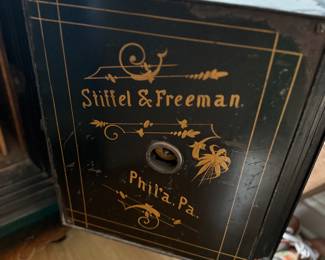 Stiffel & Freeman.
Phil'a. Pa.